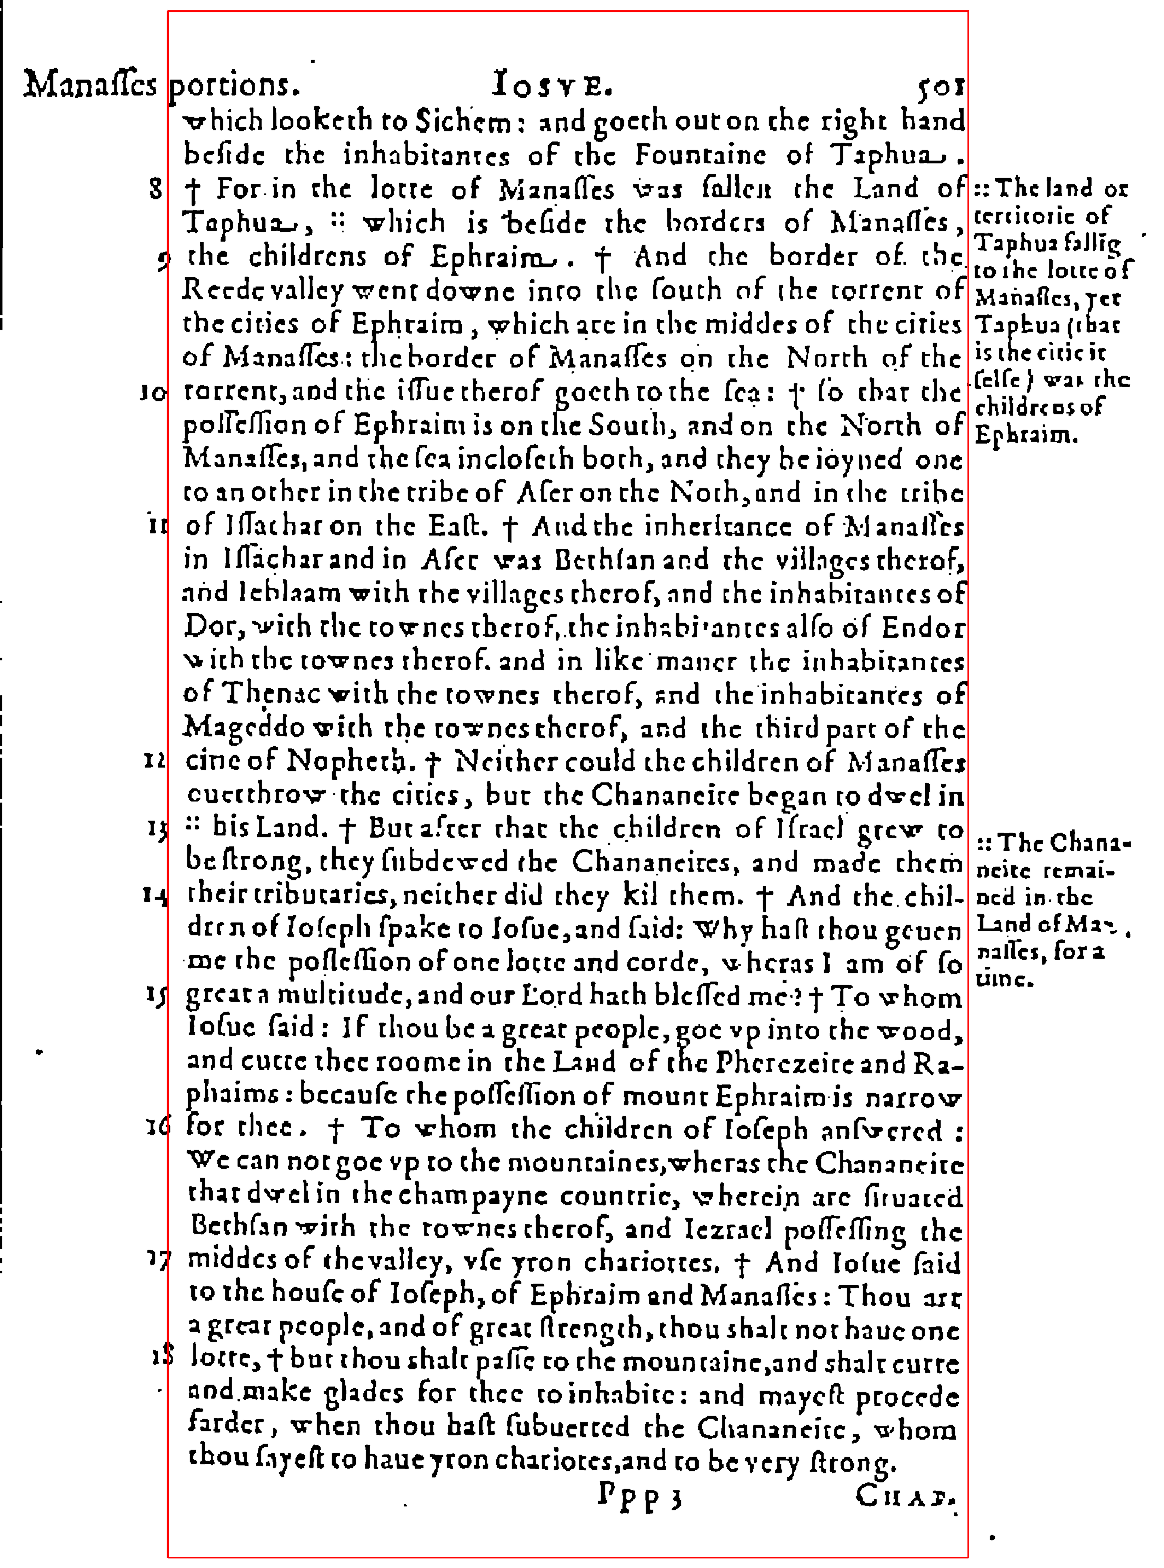 Manaſſes portions. IOSVE. 501
which looketh to Sichem: and goeth out on the right hand
beſide the inhabitantes of the Fountaine of Taphua.
8 † For in the lotte of Manaſſes was fallen the Land of
Taphua, :: which is beſide the borders of Manaſſes,
9 the childrens of Ephraim. † And the border of the
Reede valley went downe into the ſouth of the torrent of
the cities of Ephraim, which are in the middes of the cities
of Manaſſes: the border of Manaſſes on the North of the
10 torrent, and the iſſue therof goeth to the ſea: † ſo that the
poſſeſſion of Ephraim is on the South, and on the North of
Manaſſes, and the ſea incloſeth both, and they be ioyned one
to an other in the tribe of Aſer on the Noth, and in the tribe
11 of Iſſachar on the Eaſt. † And the inheritance of Manaſſes
in Iſſachar and in Aſer was Bethſan and the villages therof,
and Ieblaam with the villages therof, and the inhabitantes of
Dor, with the townes therof, the inhabitantes alſo of Endor
with the townes therof. and in like maner the inhabitantes
of Thenac with the townes therof, and the inhabitantes of
Mageddo with the townes therof, and the third part of the
12 citie of Nopheth. † Neither could the children of Manaſſes
ouerthrow the cities, but the Chananeite began to dwel in
13 :: his Land. † But after that the children of Iſrael grew to
be ſtrong, they ſubdewed the Chananeites, and made them
14 their tributaries, neither did they kil them. † And the chil-
dren of Ioſeph ſpake to Ioſue, and ſaid: Why haſt thou geuen
me the poſſeſſion of one lotte and corde, wheras I am of ſo
15 great a multitude, and our Lord hath bleſſed me? † To whom
Ioſue ſaid: If thou be a great people, goe vp into the wood,
and cutte thee roome in the Land of the Pherezeite and Ra-
phaims: becauſe the poſſeſſion of mount Ephraim is narrow
16 for thee. † To whom the children of Ioſeph anſwered:
We can not goe vp to the mountaines, wheras the Chananeite
that dwel in the champayne countrie, wherein are ſituated
Bethſan with the townes therof, and Iezrael poſſeſſing the
17 middes of the valley, vſe yron chariottes. † And Ioſue ſaid
to the houſe of Ioſeph, of Ephraim and Manaſſes: Thou art
a great people, and of great ſtrength, thou shalt not haue one
18 lotte, † but thou shalt paſſe to the mountaine, and shalt cutte
and make glades for thee to inhabite: and mayeſt procede
farder, when thou haſt ſubuerted the Chananeite, whom
thou ſayeſt to haue yron chariotes, and to be very ſtrong.
Ppp 3 CHAP.
:: The land or
territorie of
Taphua fallīg
to the lotte of
Manaſſes, yet
Taphua (that
is the citie it
ſelfe) was the
childrens of
Ephraim.
:: The Chana-
neite remai-
ned in the
Land of Ma-
naſſes, for a
time.